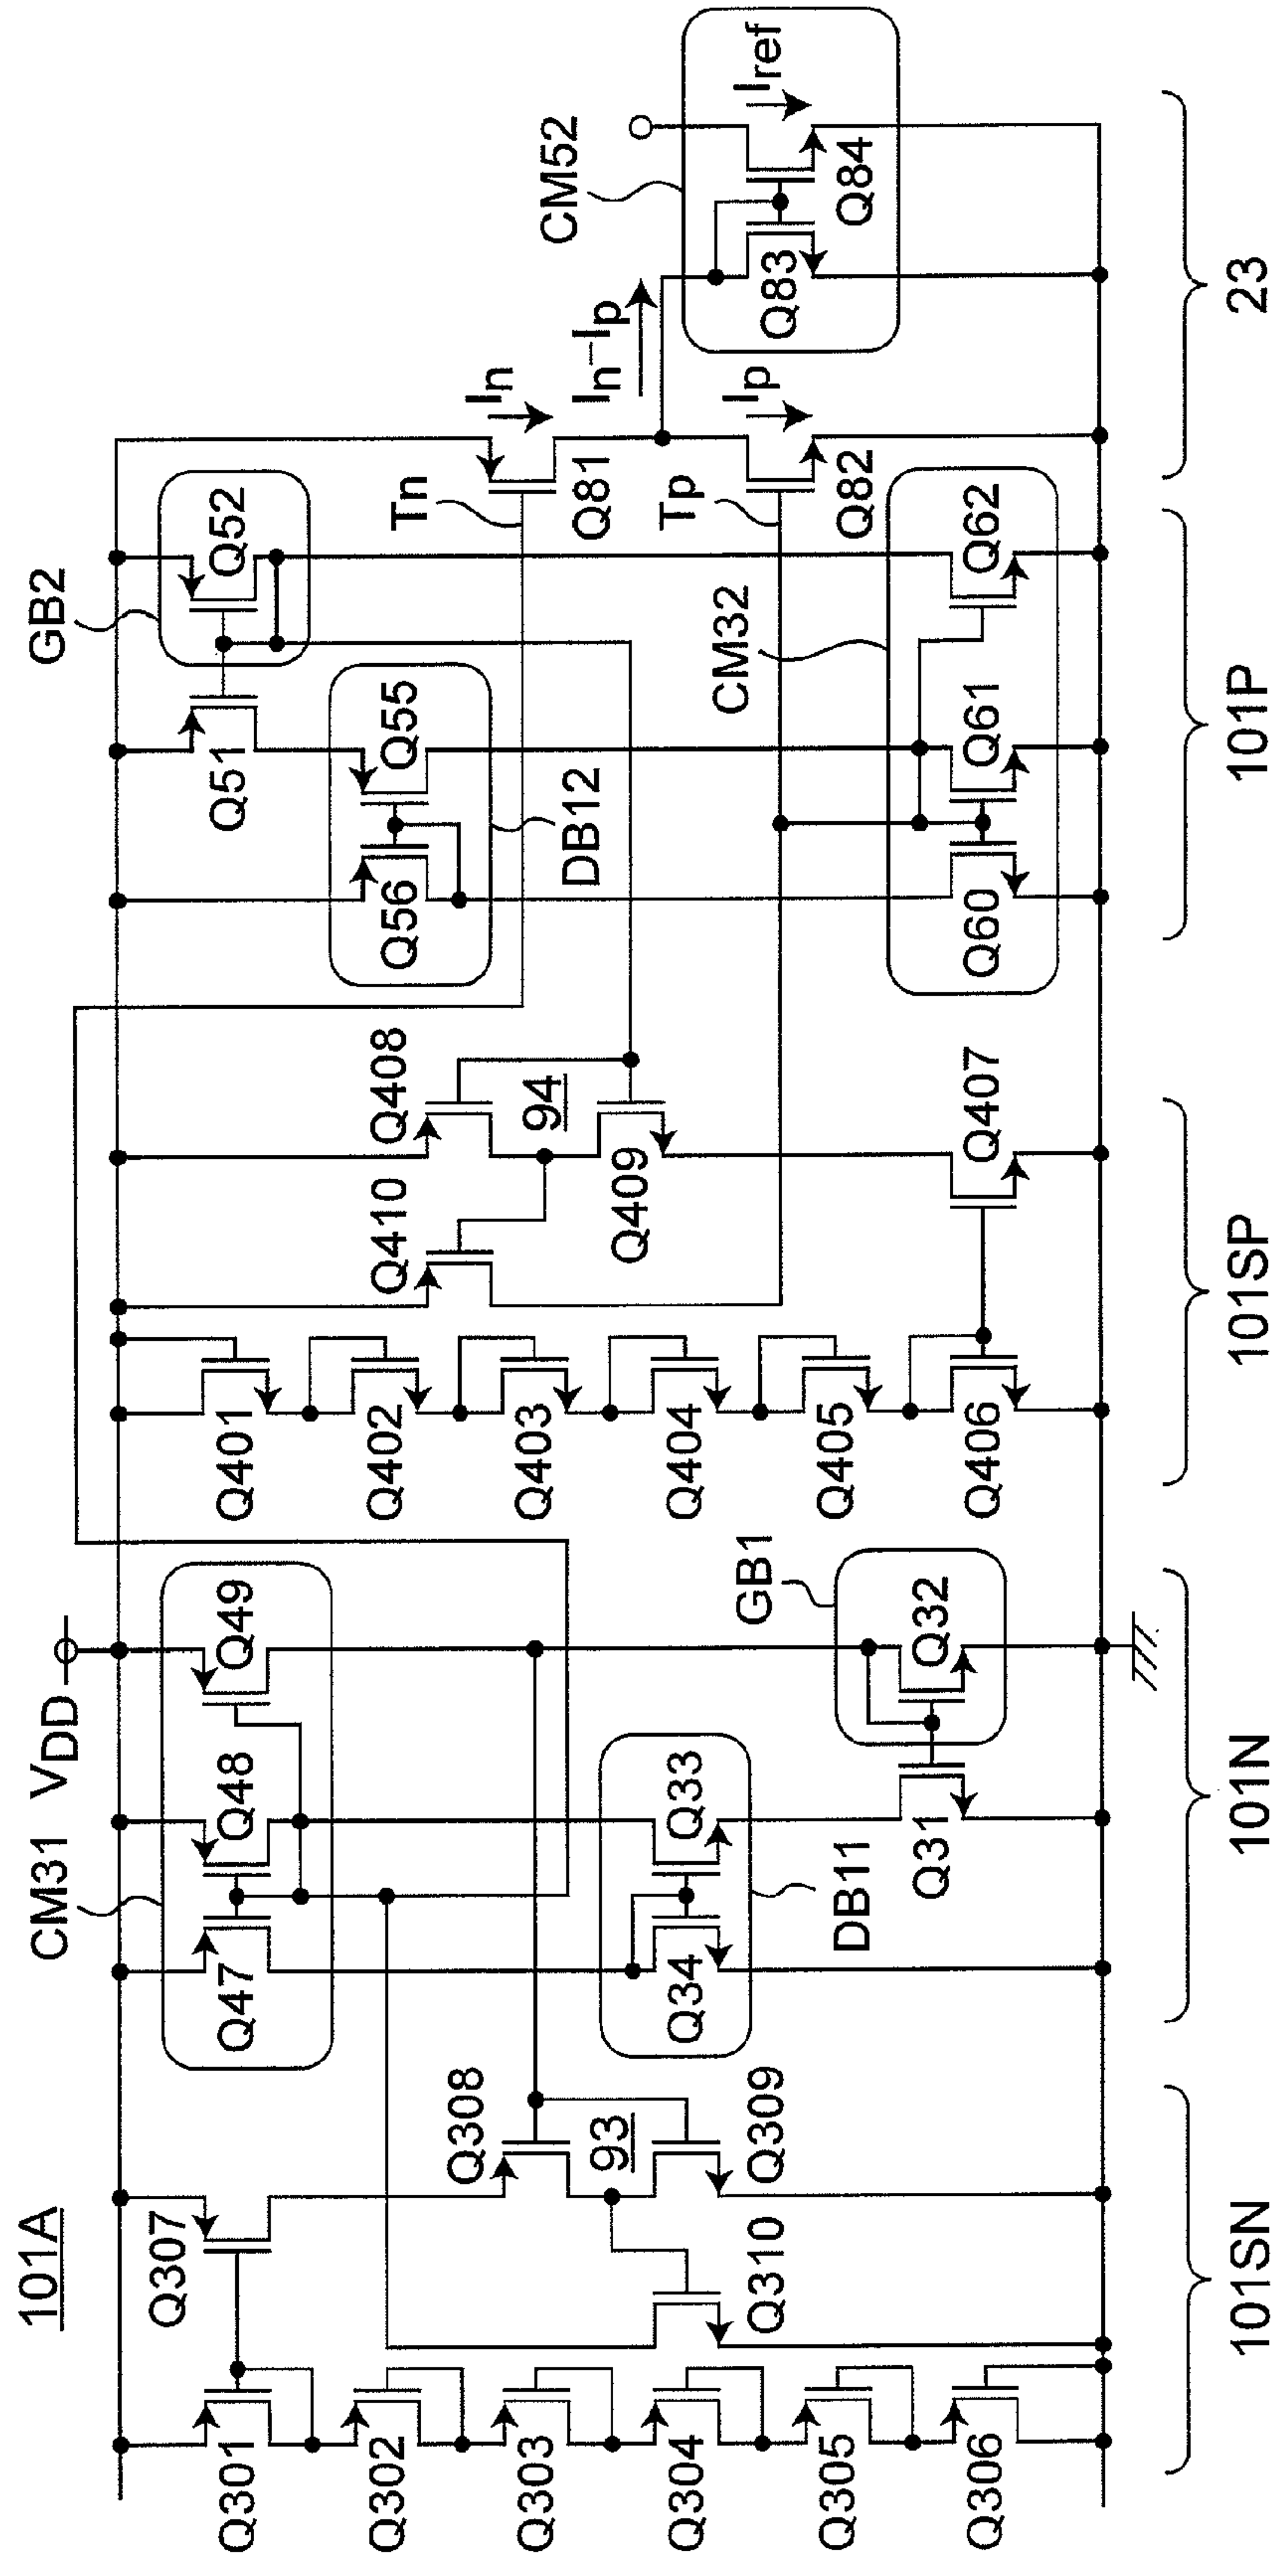 101A
CM31
VDD
GB2
CM52
Q307
Q47
Q48
Q49
Q51
Q52
Tn
In
In-Ip
Iref
Q301
Q302
Q303
Q304
Q305
Q306
Q308
93
Q309
Q310
Q34
Q33
DB11
GB1
Q31
Q32
Q401
Q402
Q403
Q404
Q405
Q406
Q410
Q408
94
Q409
Q407
Q56
Q55
DB12
CM32
Q60
Q61
Q62
Q81
Tp
Ip
Q82
Q83
Q84
101SN
101N
101SP
101P
23